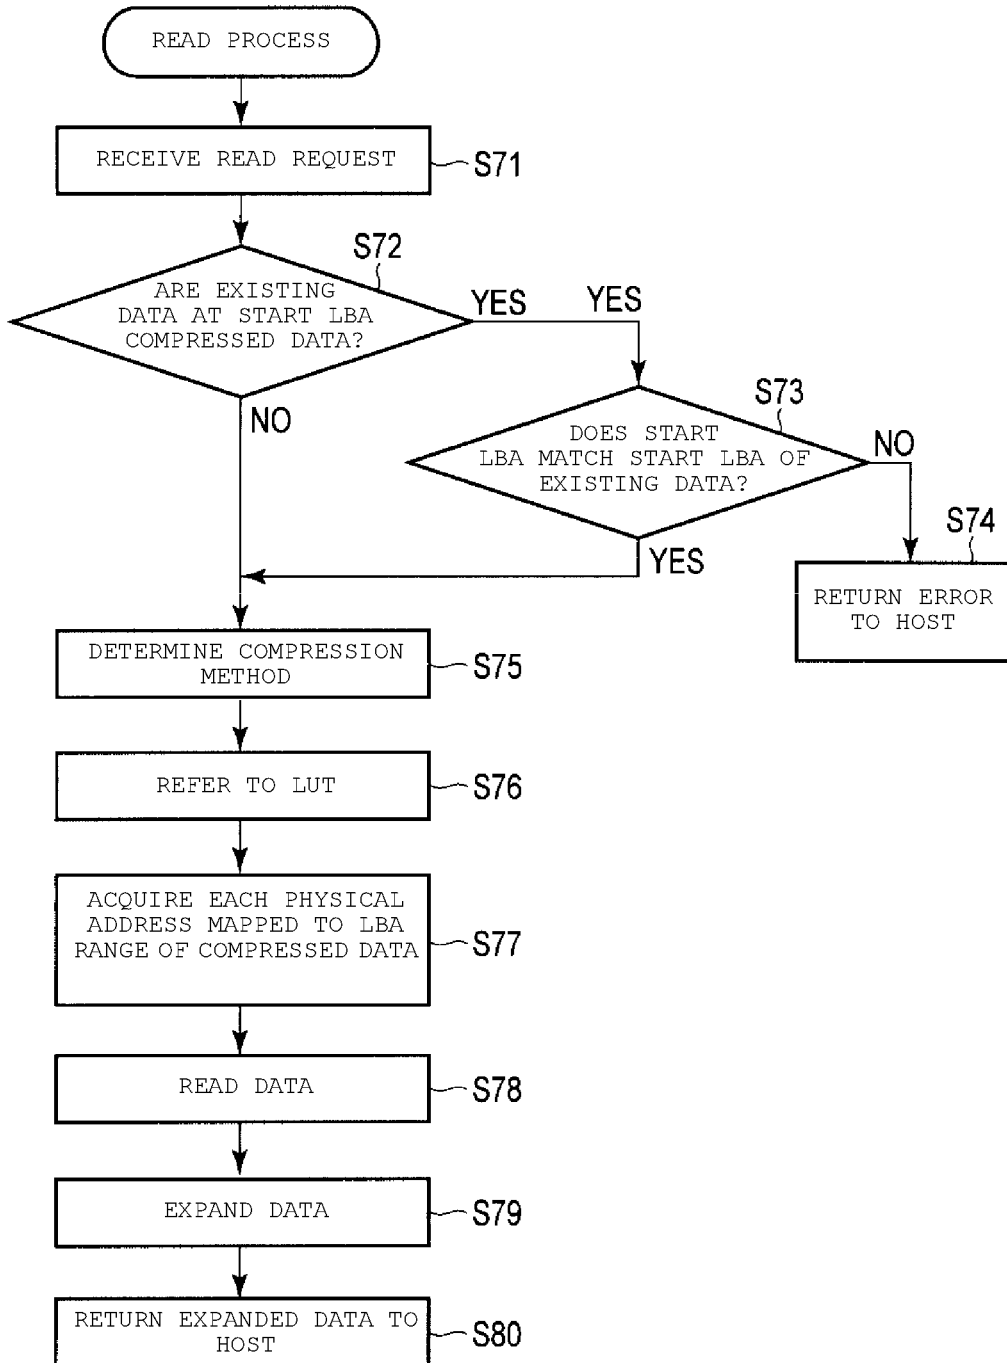 READ PROCESS
RECEIVE READ REQUEST
S71
S72
ARE EXISTING
DATA AT START LBA
COMPRESSED DATA?
YES
YES
NO
S73
DOES START
LBA MATCH START LBA OF
EXISTING DATA?
NO
YES
S74
RETURN ERROR
TO HOST
DETERMINE COMPRESSION
METHOD
S75
REFER TO LUT
S76
ACQUIRE EACH PHYSICAL
ADDRESS MAPPED TO LBA
RANGE OF COMPRESSED DATA
S77
READ DATA
S78
EXPAND DATA
S79
RETURN EXPANDED DATA TO
HOST
S80